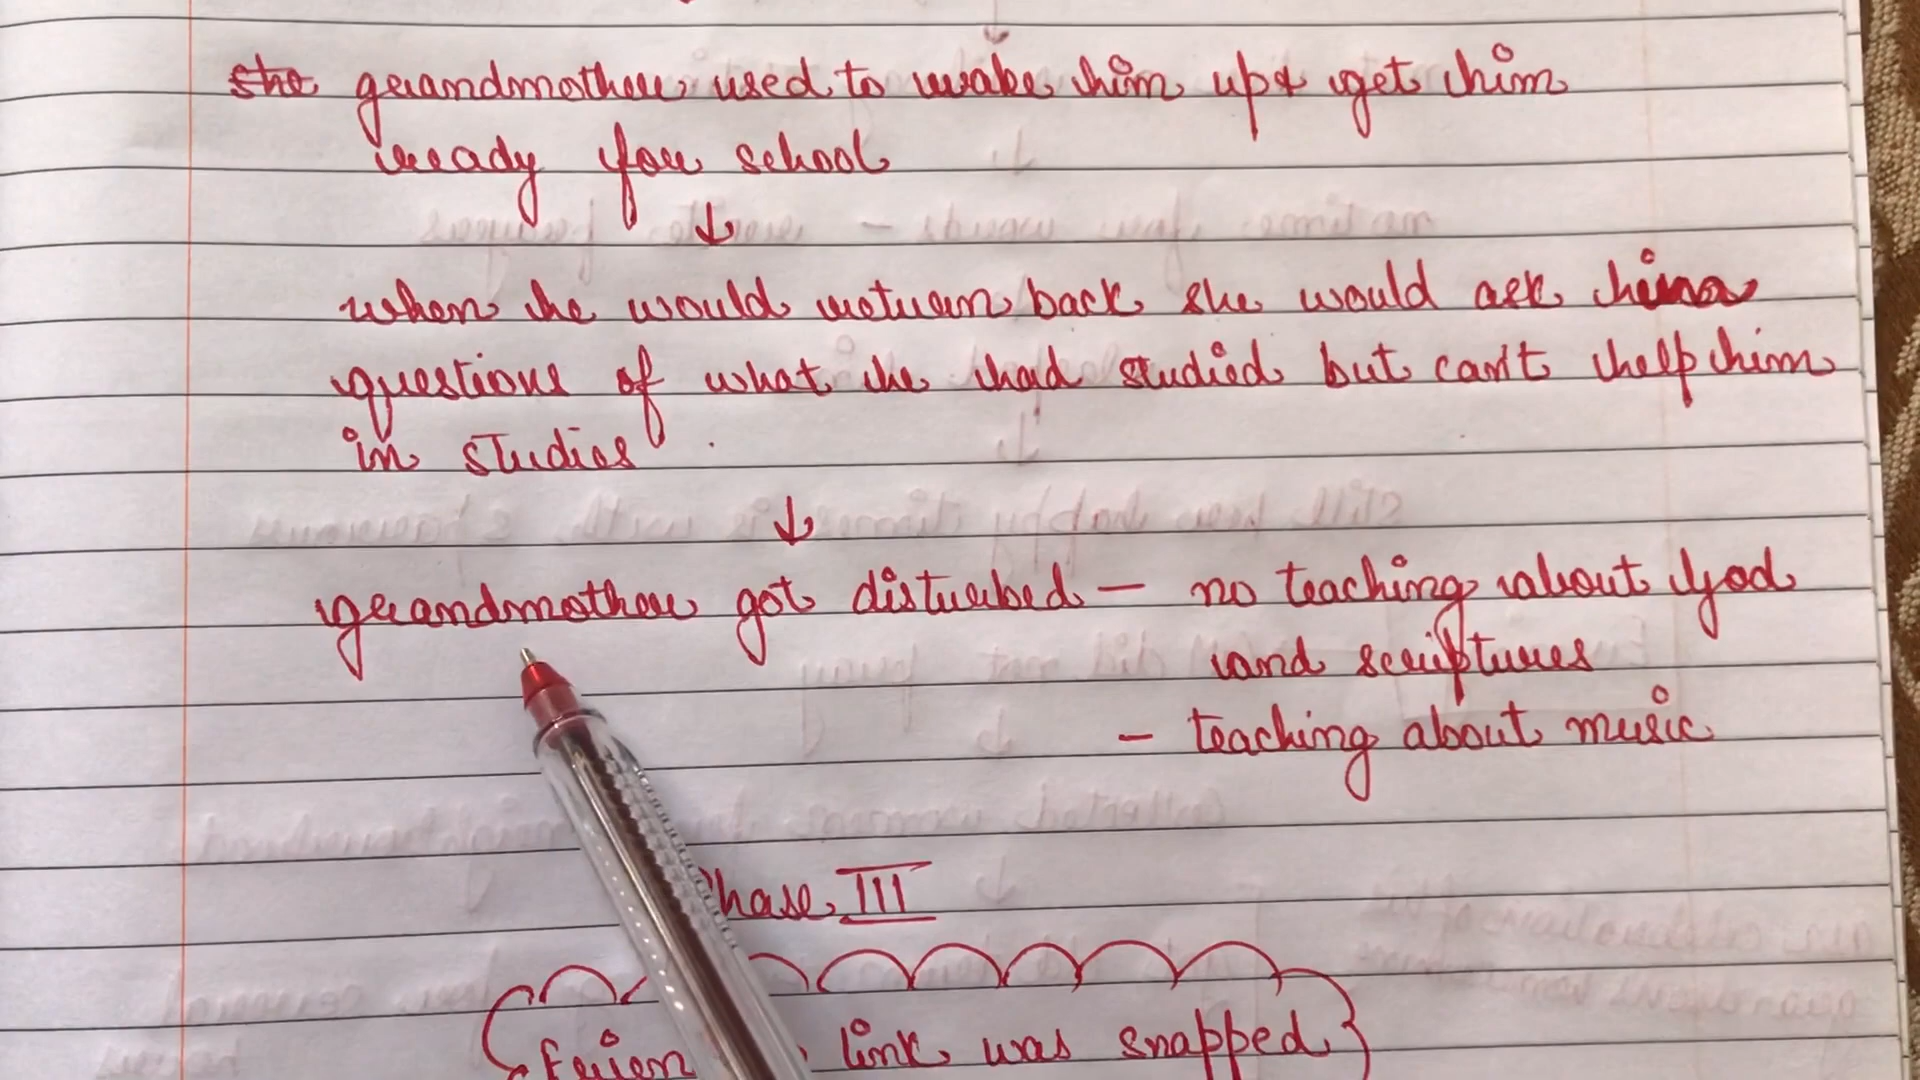 she grandmother used to wake him up & get him
ready for school
↓
when he would return back she would ask him
questions of what he had studied but can't help him
in studies
↓
grandmother got disturbed — no teaching about God
and scriptures
– teaching about music
Phase III
link was snapped